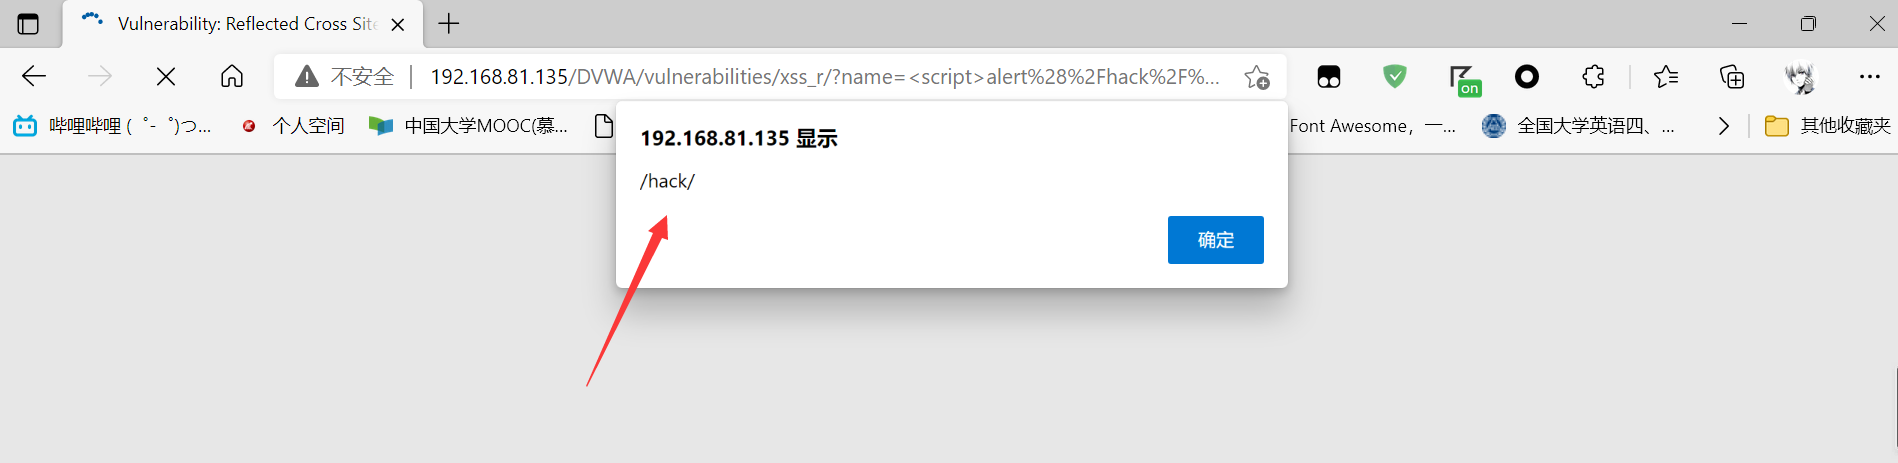 Vulnerability: Reflected Cross Site
不安全 | 192.168.81.135/DVWA/vulnerabilities/xss_r/?name=<script>alert%28%2Fhack%2F%...
on
哔哩哔哩 (゜-゜)つ... 个人空间 中国大学MOOC(慕... Font Awesome，一... 全国大学英语四、... 其他收藏夹
192.168.81.135 显示
/hack/
确定